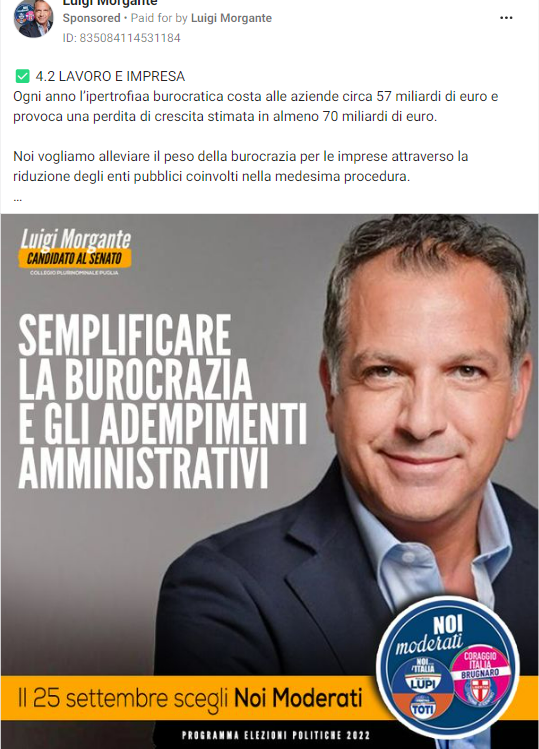 Luigi Morgante
Sponsored • Paid for by Luigi Morgante
ID: 835084114531184
✅ 4.2 LAVORO E IMPRESA
Ogni anno l'ipertrofiaa burocratica costa alle aziende circa 57 miliardi di euro e
provoca una perdita di crescita stimata in almeno 70 miliardi di euro.
Noi vogliamo alleviare il peso della burocrazia per le imprese attraverso la
riduzione degli enti pubblici coinvolti nella medesima procedura.
...
Luigi Morgante
CANDIDATO AL SENATO
COLLEGIO PLURINOMINALE PUGLIA
SEMPLIFICARE
LA BUROCRAZIA
E GLI ADEMPIMENTI
AMMINISTRATIVI
NOI
moderati
NOI...
L'ITALIA
LUPI
TOTI
CORAGGIO
ITALIA
BRUGNARO
Il 25 settembre scegli Noi Moderati
PROGRAMMA ELEZIONI POLITICHE 2022